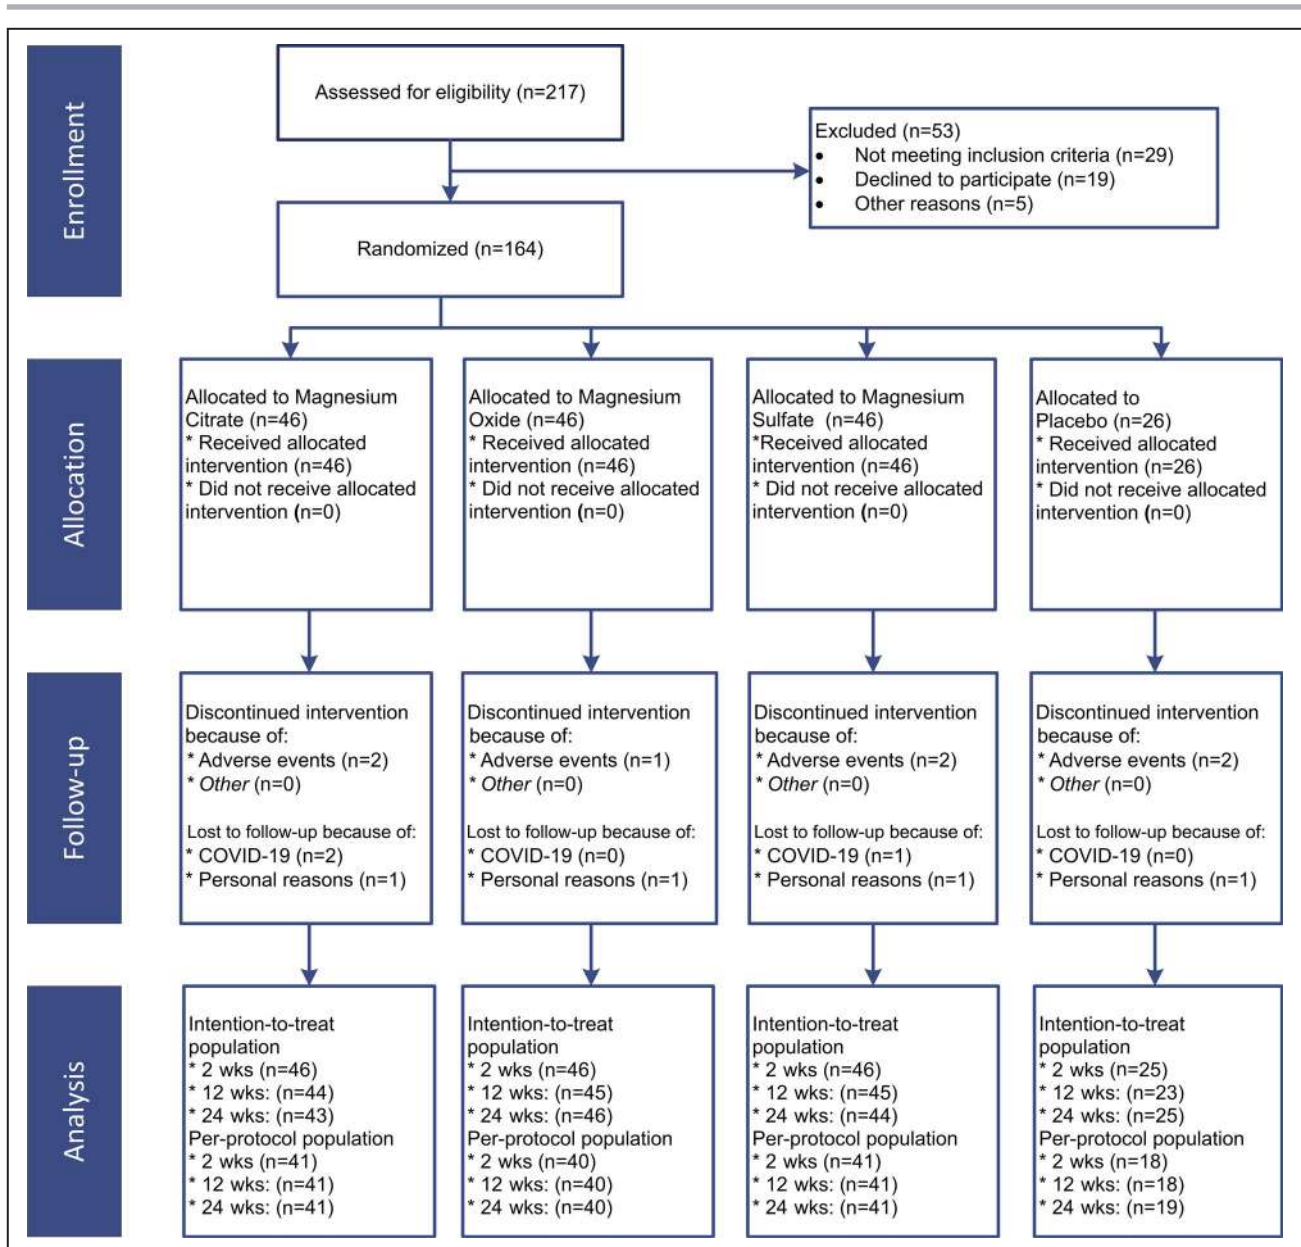 Enrollment
Assessed for eligibility (n=217)
Excluded (n=53)
• Not meeting inclusion criteria (n=29)
• Declined to participate (n=19)
• Other reasons (n=5)
Randomized (n=164)
Allocation
Allocated to Magnesium
Citrate (n=46)
* Received allocated
intervention (n=46)
* Did not receive allocated
intervention (n=0)
Allocated to Magnesium
Oxide (n=46)
* Received allocated
intervention (n=46)
* Did not receive allocated
intervention (n=0)
Allocated to Magnesium
Sulfate (n=46)
*Received allocated
intervention (n=46)
* Did not receive allocated
intervention (n=0)
Allocated to
Placebo (n=26)
* Received allocated
intervention (n=26)
* Did not receive allocated
intervention (n=0)
Follow-up
Discontinued intervention
because of:
* Adverse events (n=2)
* Other (n=0)
Lost to follow-up because of:
* COVID-19 (n=2)
* Personal reasons (n=1)
Discontinued intervention
because of:
* Adverse events (n=1)
* Other (n=0)
Lost to follow-up because of:
* COVID-19 (n=0)
* Personal reasons (n=1)
Discontinued intervention
because of:
* Adverse events (n=2)
* Other (n=0)
Lost to follow-up because of:
* COVID-19 (n=1)
* Personal reasons (n=1)
Discontinued intervention
because of:
* Adverse events (n=2)
* Other (n=0)
Lost to follow-up because of:
* COVID-19 (n=0)
* Personal reasons (n=1)
Analysis
Intention-to-treat
population
* 2 wks (n=46)
* 12 wks: (n=44)
* 24 wks: (n=43)
Per-protocol population
* 2 wks (n=41)
* 12 wks: (n=41)
* 24 wks: (n=41)
Intention-to-treat
population
* 2 wks (n=46)
* 12 wks: (n=45)
* 24 wks: (n=46)
Per-protocol population
* 2 wks (n=40)
* 12 wks: (n=40)
* 24 wks: (n=40)
Intention-to-treat
population
* 2 wks (n=46)
* 12 wks: (n=45)
* 24 wks: (n=44)
Per-protocol population
* 2 wks (n=41)
* 12 wks: (n=41)
* 24 wks: (n=41)
Intention-to-treat
population
* 2 wks (n=25)
* 12 wks: (n=23)
* 24 wks: (n=25)
Per-protocol population
* 2 wks (n=18)
* 12 wks: (n=18)
* 24 wks: (n=19)